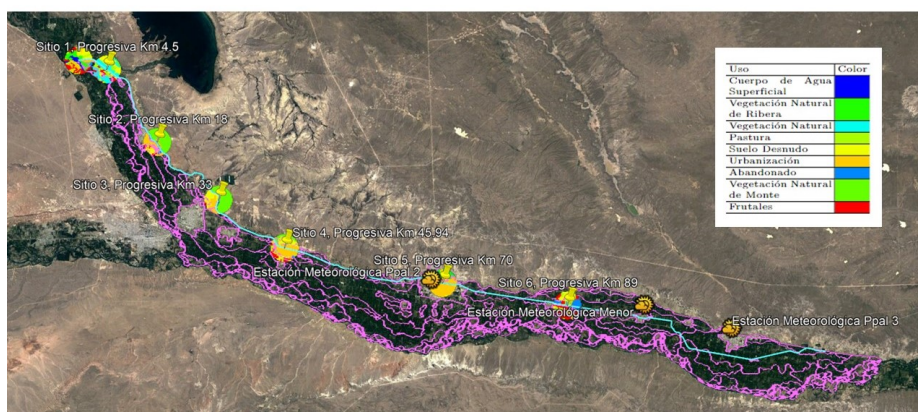 Sitio 1, Progresiva Km 4.5
Sitio 2, Progresiva Km 18
Sitio 3, Progresiva Km 33
Sitio 4, Progresiva Km 45.94
Sitio 5, Progresiva Km 70
Estación Meteorológica Ppal 2
Sitio 6, Progresiva Km 89
Estación Meteorológica Menor
Estación Meteorológica Ppal 3
Uso Color
Cuerpo de Agua
Superficial
Vegetación Natural
de Ribera
Vegetación Natural
Pastura
Suelo Desnudo
Urbanización
Abandonado
Vegetación Natural
de Monte
Frutales